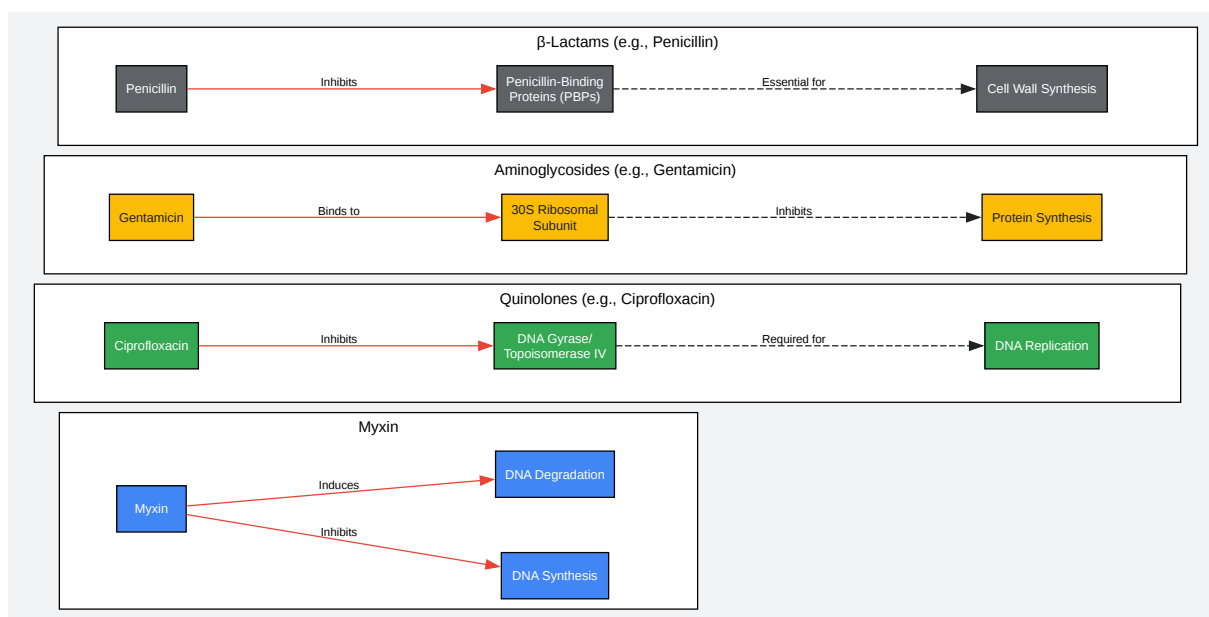 β-Lactams (e.g., Penicillin)
Penicillin
Inhibits
Penicillin-Binding
Proteins (PBPs)
Essential for
Cell Wall Synthesis
Aminoglycosides (e.g., Gentamicin)
Gentamicin
Binds to
30S Ribosomal
Subunit
Inhibits
Protein Synthesis
Quinolones (e.g., Ciprofloxacin)
Ciprofloxacin
Inhibits
DNA Gyrase/
Topoisomerase IV
Required for
DNA Replication
Myxin
Myxin
Induces
DNA Degradation
Inhibits
DNA Synthesis